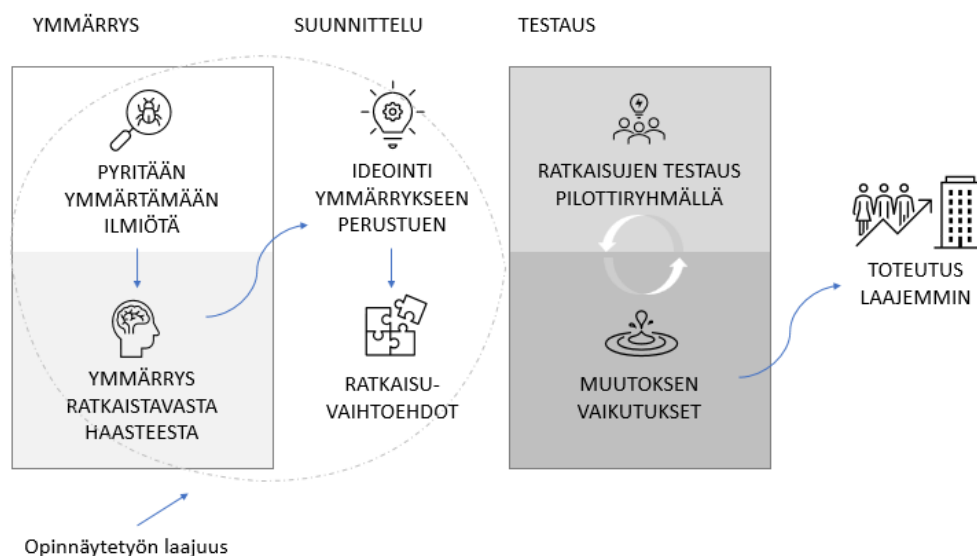 YMMÄRRYS
SUUNNITTELU
TESTAUS
PYRITÄÄN
YMMÄRTÄMÄÄN
ILMIÖTÄ
YMMÄRRYS
RATKAISTAVASTA
HAASTEESTA
IDEOINTI
YMMÄRRYKSEEN
PERUSTUEN
RATKAISU-
VAIHTOEHDOT
RATKAISUJEN TESTAUS
PILOTTIRYHMÄLLÄ
MUUTOKSEN
VAIKUTUKSET
TOTEUTUS
LAAJEMMIN
Opinnäytetyön laajuus